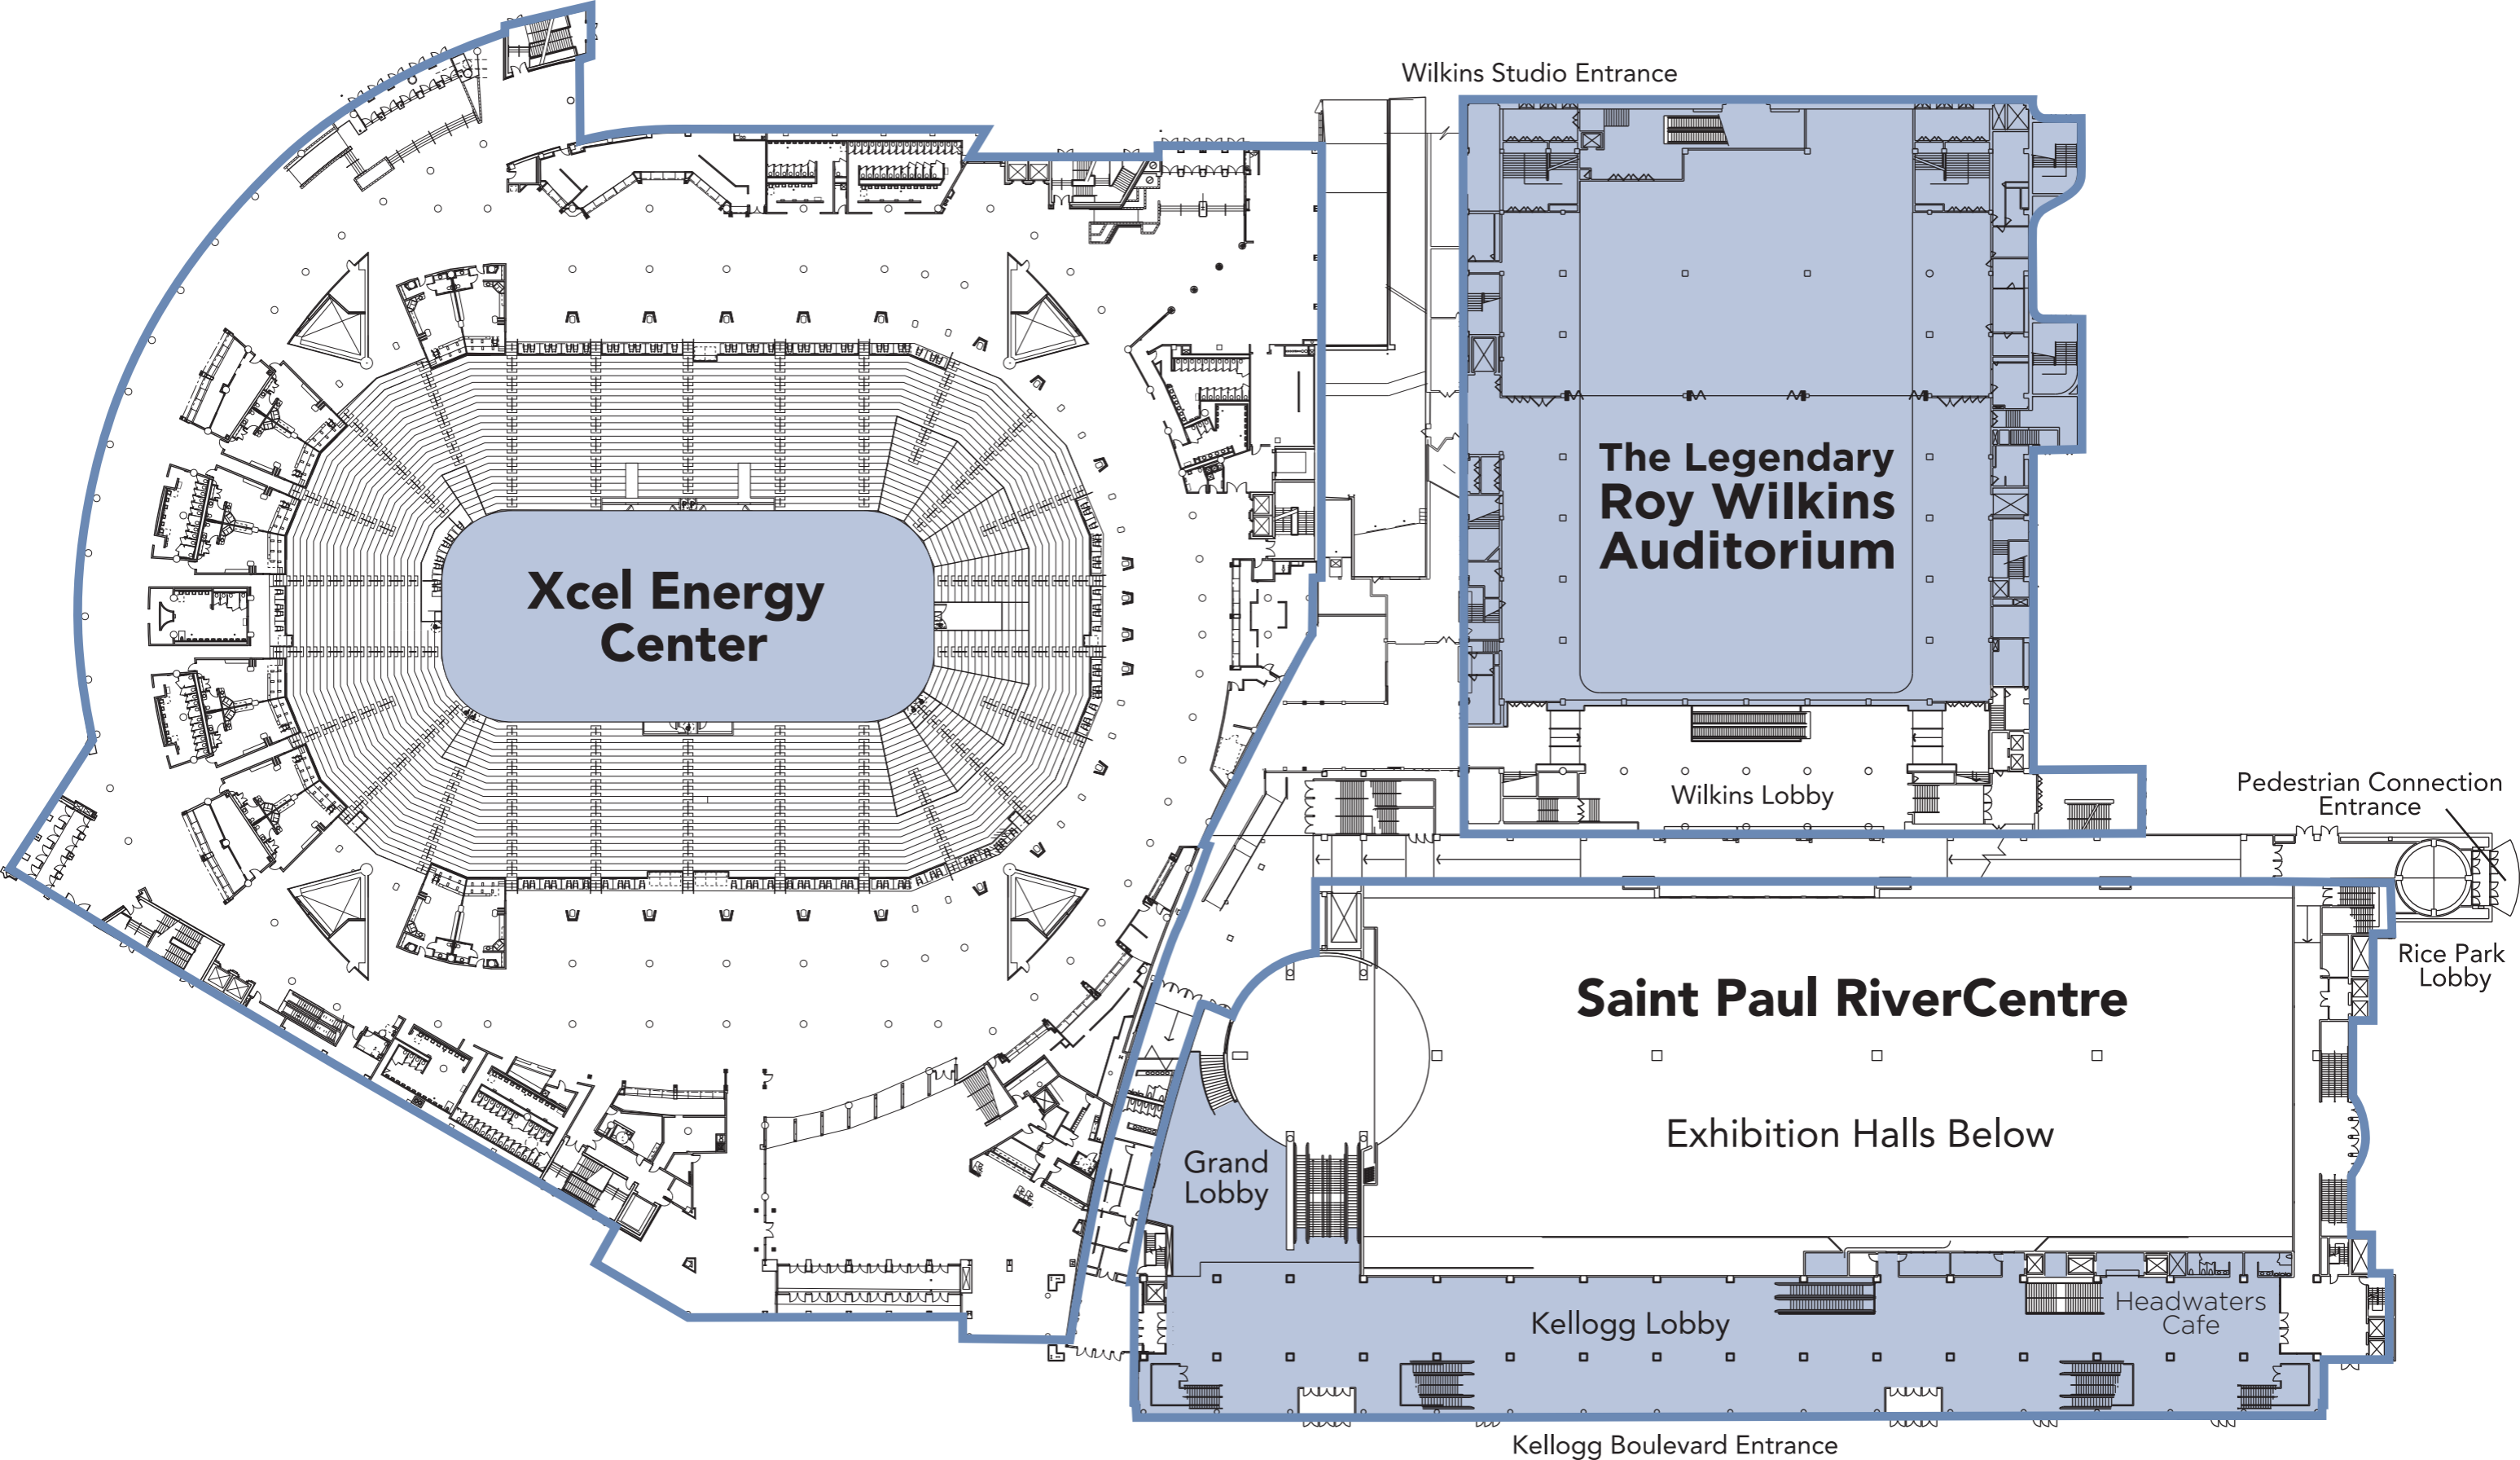 Wilkins Studio Entrance
The Legendary
Roy Wilkins
Auditorium
Xcel Energy
Center
Wilkins Lobby
Pedestrian Connection
Entrance
Rice Park
Lobby
Saint Paul RiverCentre
Exhibition Halls Below
Grand
Lobby
Kellogg Lobby
Headwaters
Cafe
Kellogg Boulevard Entrance